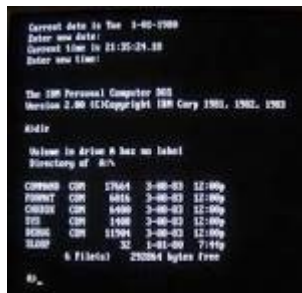 Current date is Tue 1-01-1980
Enter new date:
Current time is 21:35:24.18
Enter new time:
The IBM Personal Computer DOS
Version 2.00 (C)Copyright IBM Corp 1981, 1982, 1983
A>dir
Volume in drive A has no label
Directory of A:\
COMMAND COM 17664 3-08-83 12:00p
FORMAT COM 6016 3-08-83 12:00p
CHKDSK COM 6400 3-08-83 12:00p
SYS COM 1408 3-08-83 12:00p
DEBUG COM 11904 3-08-83 12:00p
32 1-01-80 7:44p
6 File(s) 292864 bytes free
A>_